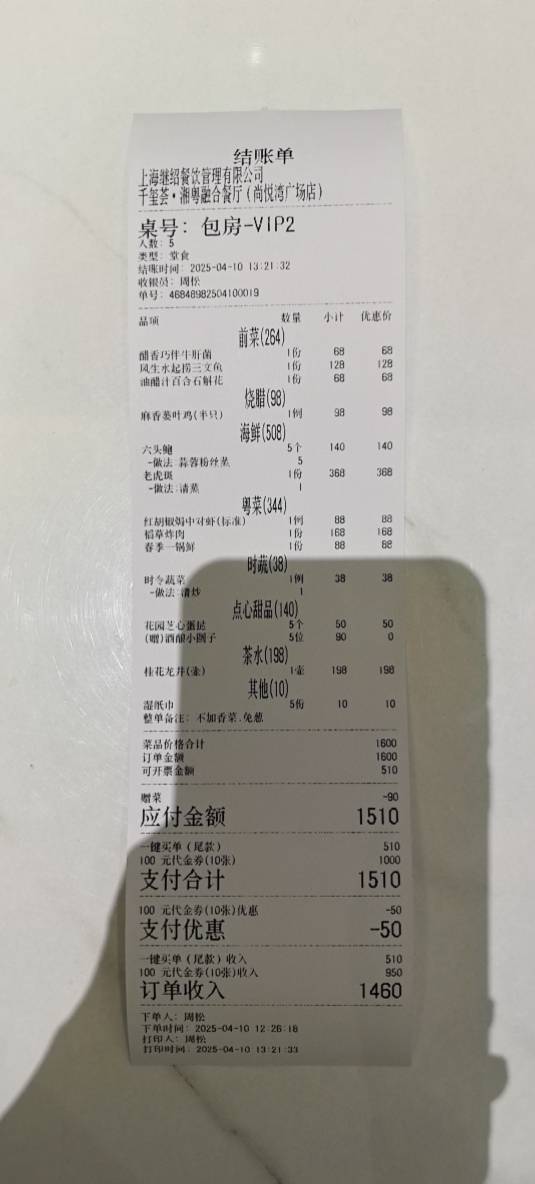 结账单
上海继绍餐饮管理有限公司
千玺荟·湘粤融合餐厅(尚悦湾广场店)
桌号: 包房-VIP2
人数: 5
类型: 堂食
结账时间: 2025-04-10 13:21:32
收银员: 周松
单号: 46848982504100019
品项 数量 小计 优惠价
前菜(264)
醋香巧伴牛肝菌 1份 68 68
风生水起捞三文鱼 1份 128 128
油醋汁百合石斛花 1份 68 68
烧腊(98)
麻香蒌叶鸡(半只) 1例 98 98
海鲜(508)
六头鲍 5个 140 140
-做法:蒜蓉粉丝蒸 5
老虎斑 1份 368 368
-做法:清蒸 1
粤菜(344)
红胡椒焗中对虾(标准) 1例 88 88
稻草炸肉 1份 168 168
春季一锅鲜 1份 88 88
时蔬(38)
时令蔬菜 1例 38 38
-做法:清炒 1
点心甜品(140)
花园芝心蛋挞 5个 50 50
(赠)酒酿小圆子 5位 90 0
茶水(198)
桂花龙井(壶) 1壶 198 198
其他(10)
湿纸巾 5份 10 10
整单备注: 不加香菜,免葱
菜品价格合计 1600
订单金额 1600
可开票金额 510
赠菜 -90
应付金额 1510
一键买单(尾款) 510
100 元代金券(10张) 1000
支付合计 1510
100 元代金券(10张)优惠 -50
支付优惠 -50
一键买单(尾款)收入 510
100 元代金券(10张)收入 950
订单收入 1460
下单人: 周松
下单时间: 2025-04-10 12:26:18
打印人: 周松
打印时间: 2025-04-10 13:21:33